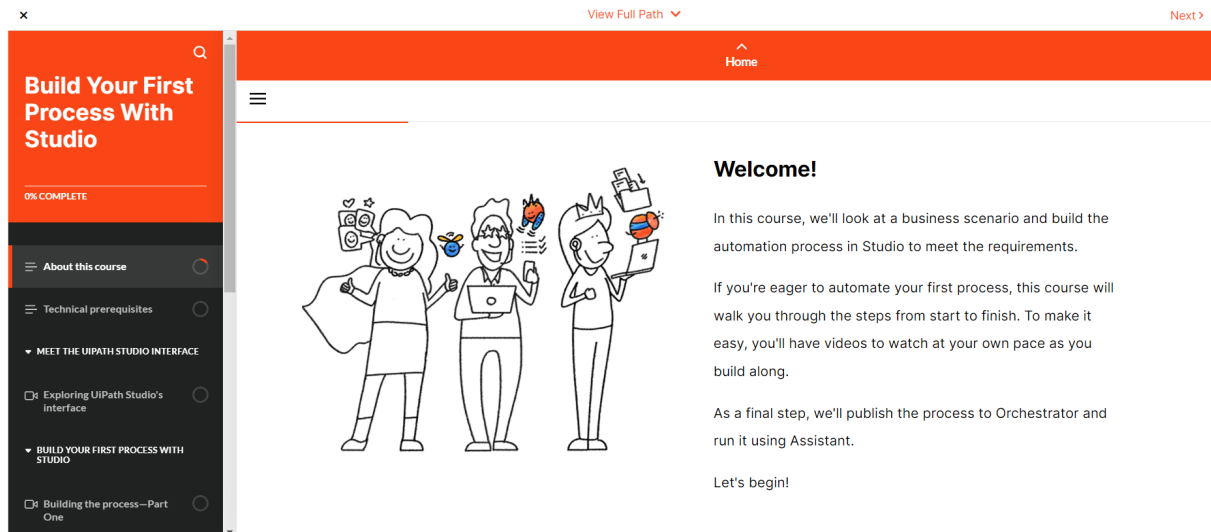 View Full Path
Next
Build Your First
Process With
Studio
0% COMPLETE
About this course
Technical prerequisites
MEET THE UIPATH STUDIO INTERFACE
Exploring UiPath Studio's
interface
BUILD YOUR FIRST PROCESS WITH
STUDIO
Building the process—Part
One
Home
Welcome!
In this course, we'll look at a business scenario and build the
automation process in Studio to meet the requirements.
If you're eager to automate your first process, this course will
walk you through the steps from start to finish. To make it
easy, you'll have videos to watch at your own pace as you
build along.
As a final step, we'll publish the process to Orchestrator and
run it using Assistant.
Let's begin!